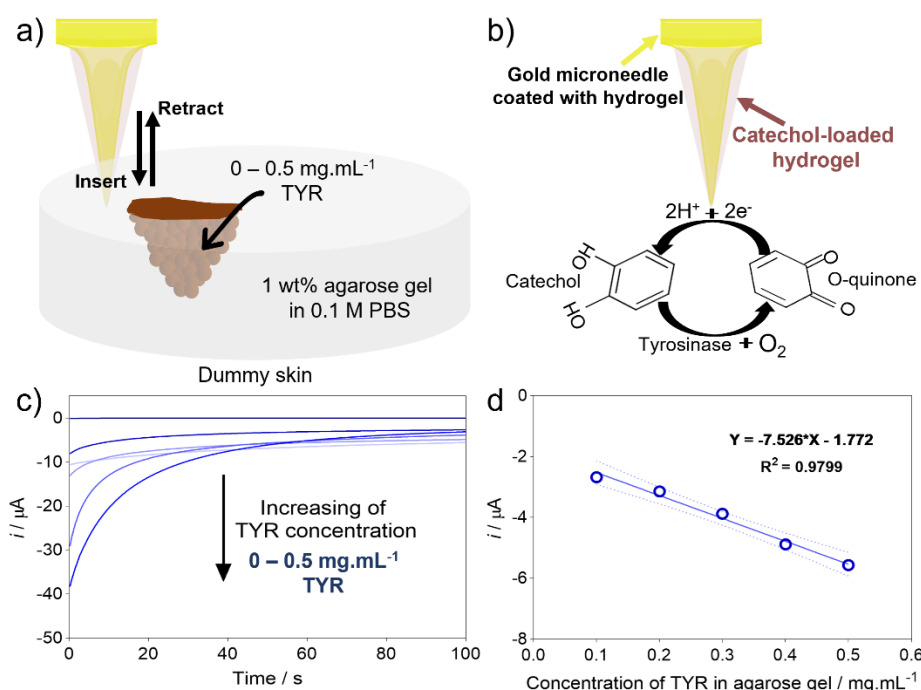 a)
Retract
Insert
0 – 0.5 mg.mL⁻¹
TYR
1 wt% agarose gel
in 0.1 M PBS
Dummy skin
b)
Gold microneedle
coated with hydrogel
Catechol-loaded
hydrogel
2H⁺ + 2e⁻
OH
Catechol
HO
O
O-quinone
O
Tyrosinase + O₂
c)
0
-10
-20
-30
-40
-50
i / μA
Increasing of
TYR concentration
0 – 0.5 mg.mL⁻¹
TYR
0 20 40 60 80 100
Time / s
d)
0
-2
-4
-6
-8
i / μA
Y = -7.526*X - 1.772
R² = 0.9799
0.0 0.1 0.2 0.3 0.4 0.5 0.6
Concentration of TYR in agarose gel / mg.mL⁻¹